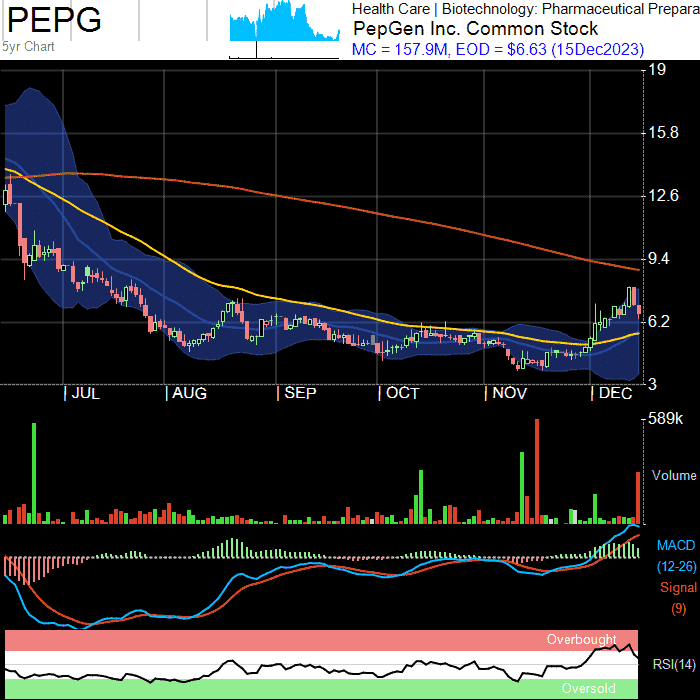 PEPG
5yr Chart
Health Care | Biotechnology: Pharmaceutical Prepara
PepGen Inc. Common Stock
MC = 157.9M, EOD = $6.63 (15Dec2023)
19
15.8
12.6
9.4
6.2
3
| JUL | AUG | SEP | OCT | NOV | DEC
589k
Volume
MACD
(12-26)
Signal
(9)
Overbought
RSI(14)
Oversold